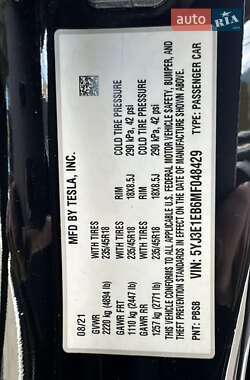 RIA.com
MFD BY TESLA, INC.
08/21
GVWR
2220 kg (4894 lb)
GAWR FRT
1110 kg (2447 lb)
GAWR RR
1257 kg (2771 lb)
WITH TIRES
235/45R18
WITH TIRES
235/45R18
RIM
18X8.5J
RIM
18X8.5J
COLD TIRE PRESSURE
290 kPa, 42 psi
COLD TIRE PRESSURE
290 kPa, 42 psi
THIS VEHICLE CONFORMS TO ALL APPLICABLE
U.S. FEDERAL MOTOR VEHICLE SAFETY, BUMPER, AND
THEFT PREVENTION STANDARDS IN EFFECT ON THE
DATE OF MANUFACTURE SHOWN ABOVE.
VIN: 5YJ3E1EB6MF048429
PNT: PBSB
TYPE: PASSENGER CAR